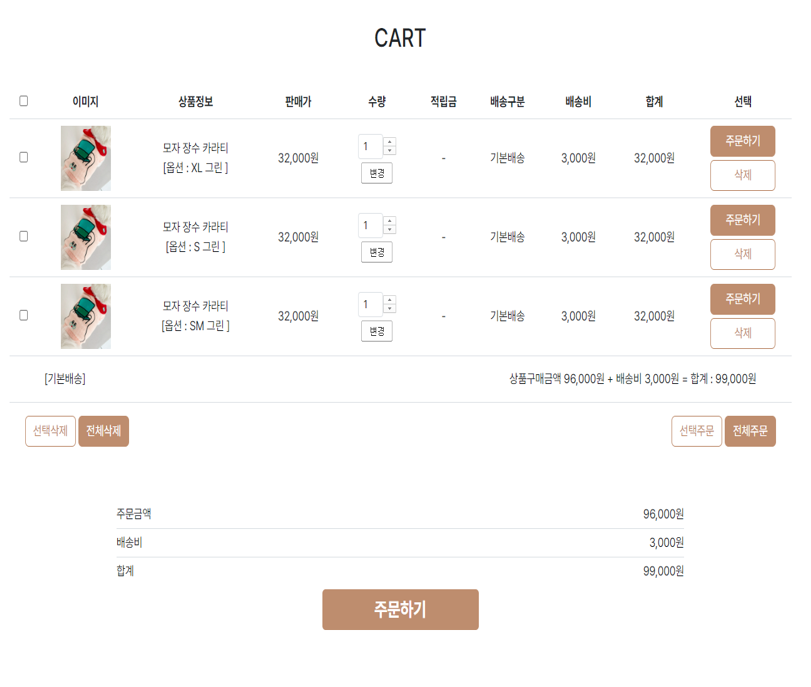 CART
이미지 상품정보 판매가 수량 적립금 배송구분 배송비 합계 선택
모자 장수 카라티
[옵션 : XL 그린 ]
32,000원
1
변경
-
기본배송
3,000원
32,000원
주문하기
삭제
모자 장수 카라티
[옵션 : S 그린 ]
32,000원
1
변경
-
기본배송
3,000원
32,000원
주문하기
삭제
모자 장수 카라티
[옵션 : SM 그린 ]
32,000원
1
변경
-
기본배송
3,000원
32,000원
주문하기
삭제
[기본배송] 상품구매금액 96,000원 + 배송비 3,000원 = 합계 : 99,000원
선택삭제 전체삭제 선택주문 전체주문
주문금액 96,000원
배송비 3,000원
합계 99,000원
주문하기